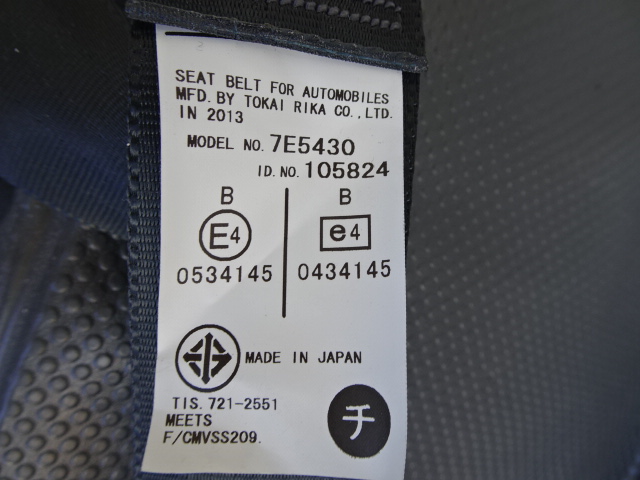 SEAT BELT FOR AUTOMOBILES
MFD. BY TOKAI RIKA CO.,LTD.
IN 2013
MODEL NO. 7E5430
ID. NO. 105824
B
E4
0534145
B
e4
0434145
MADE IN JAPAN
TIS. 721-2551
MEETS
F/CMVSS209.
チ